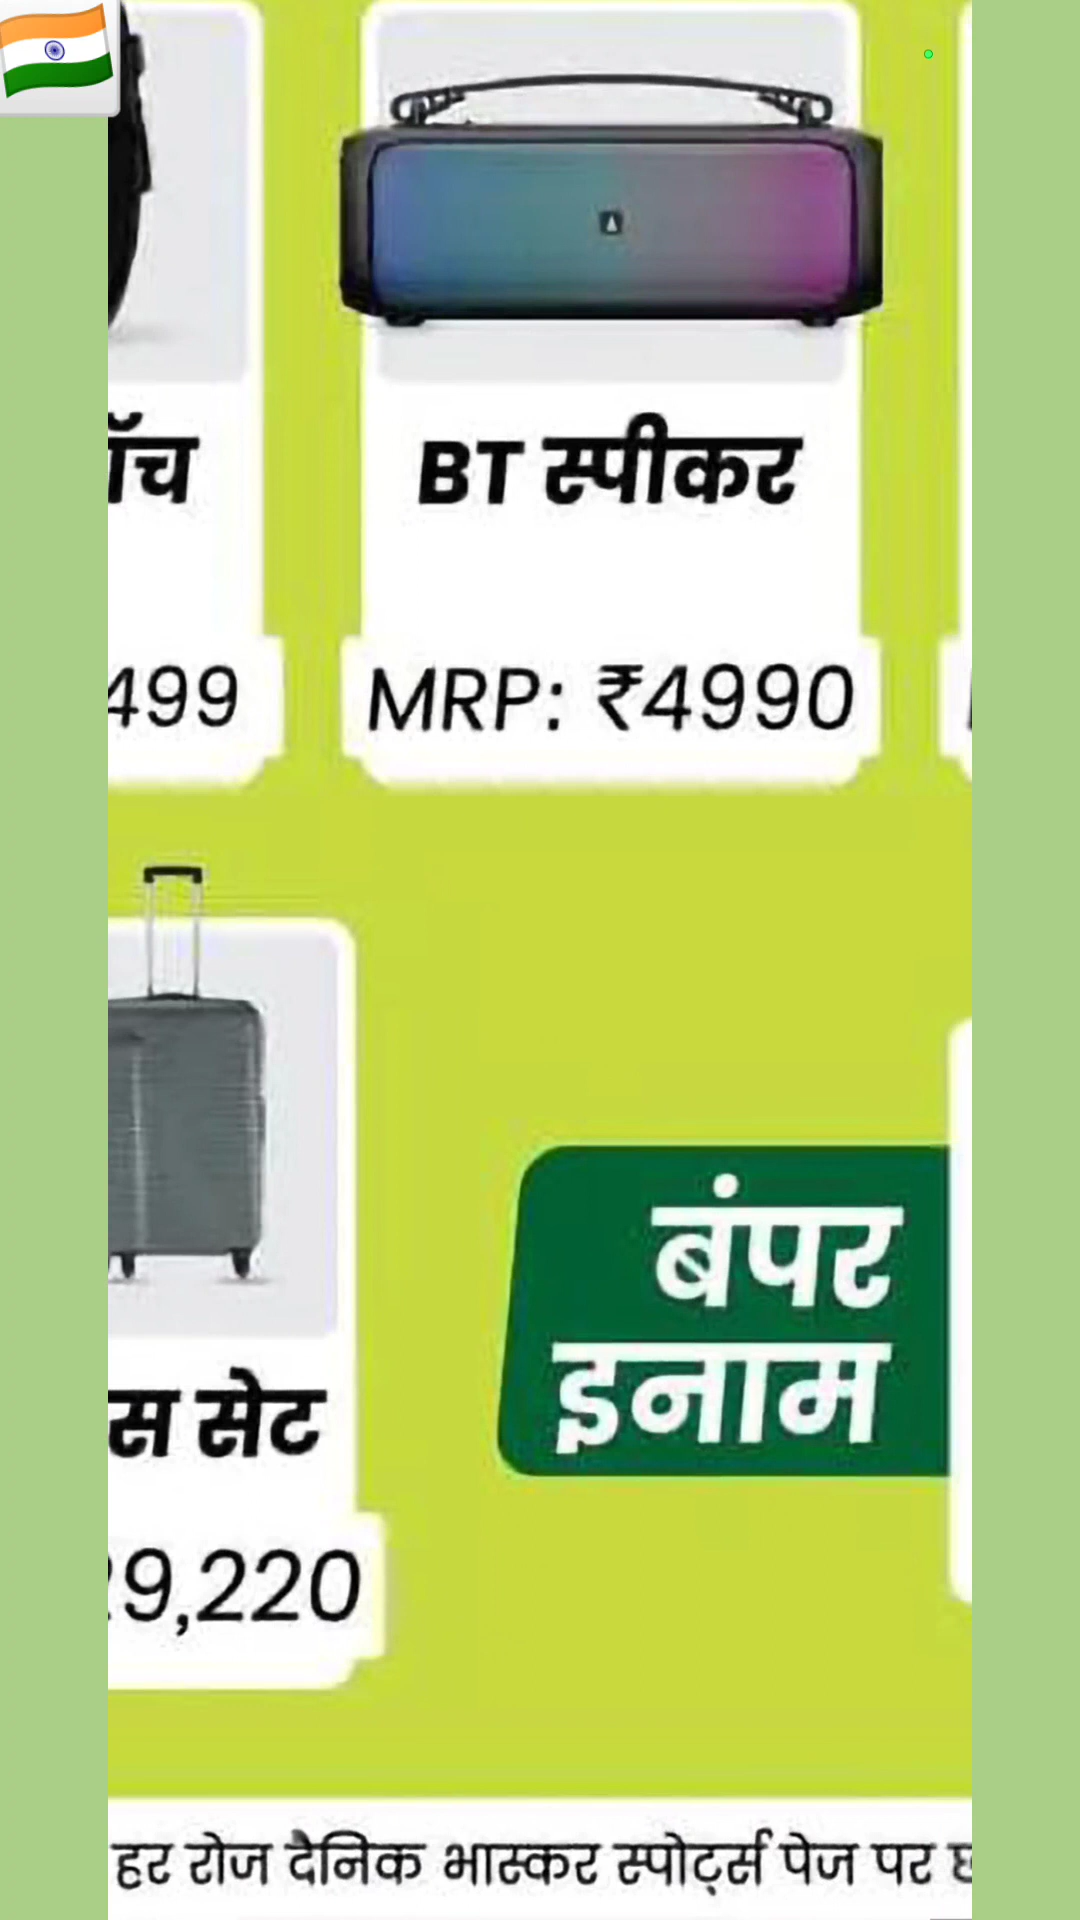 BT स्पीकर
499
MRP: ₹4990
सेट
9,220
बंपर
इनाम
हर रोज दैनिक भास्कर स्पोर्ट्स पेज पर